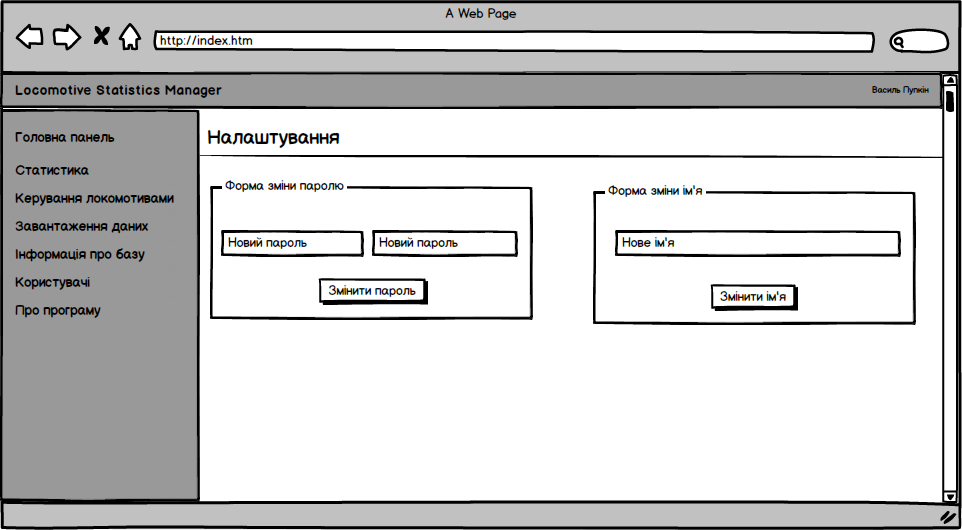 A Web Page
http://index.htm
Locomotive Statistics Manager
Василь Пупкін
Головна панель
Статистика
Керування локомотивами
Завантаження даних
Інформація про базу
Користувачі
Про програму
Налаштування
Форма зміни паролю
Новий пароль
Новий пароль
Змінити пароль
Форма зміни ім'я
Нове ім'я
Змінити ім'я